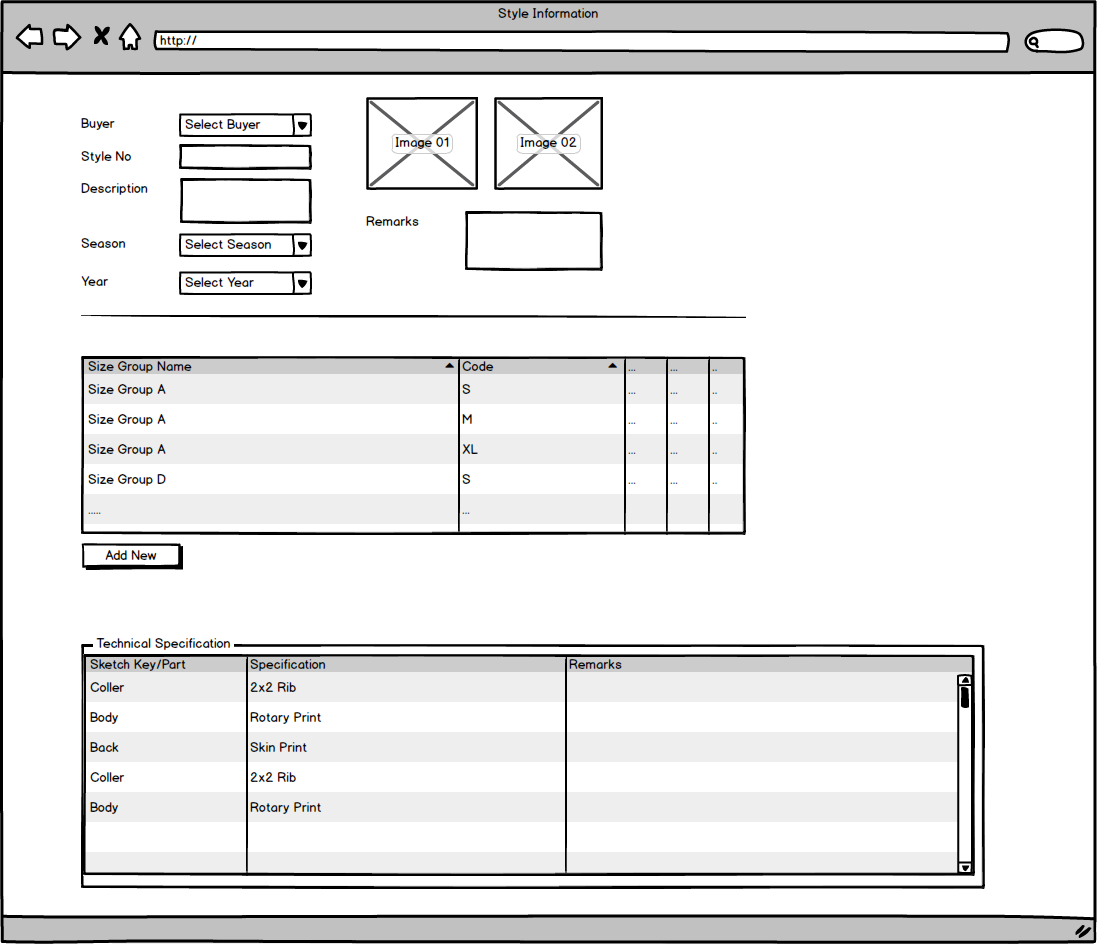 Style Information
http://
Buyer Select Buyer
Style No
Description
Season Select Season
Year Select Year
Image 01 Image 02
Remarks
Size Group Name Code ... ... ..
Size Group A S ... ... ..
Size Group A M ... ... ..
Size Group A XL ... ... ..
Size Group D S ... ... ..
..... ...
Add New
Technical Specification
Sketch Key/Part Specification Remarks
Coller 2x2 Rib
Body Rotary Print
Back Skin Print
Coller 2x2 Rib
Body Rotary Print